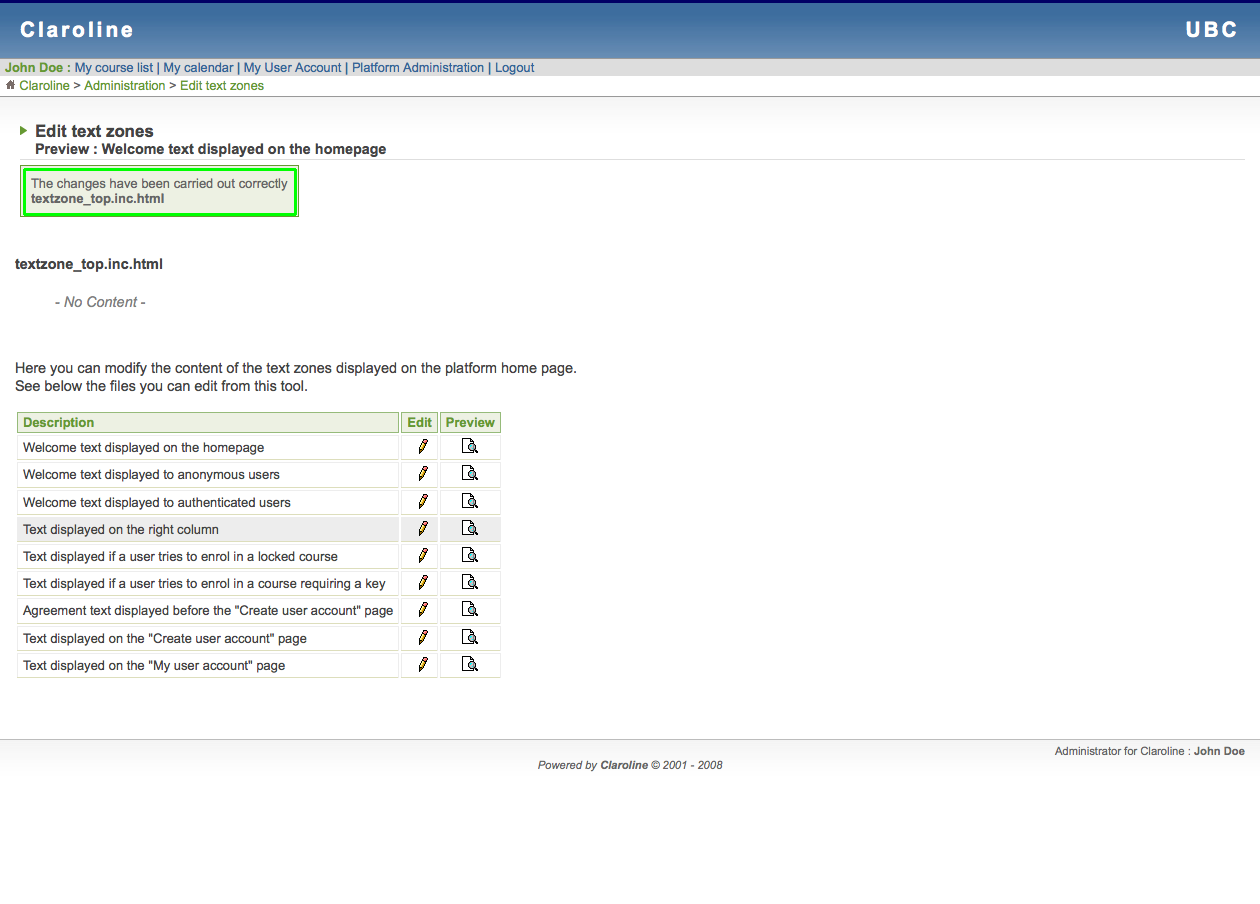 Claroline UBC
John Doe : My course list | My calendar | My User Account | Platform Administration | Logout
Claroline > Administration > Edit text zones
Edit text zones
Preview : Welcome text displayed on the homepage
The changes have been carried out correctly
textzone_top.inc.html
textzone_top.inc.html
- No Content -
Here you can modify the content of the text zones displayed on the platform home page.
See below the files you can edit from this tool.
Description Edit Preview
Welcome text displayed on the homepage
Welcome text displayed to anonymous users
Welcome text displayed to authenticated users
Text displayed on the right column
Text displayed if a user tries to enrol in a locked course
Text displayed if a user tries to enrol in a course requiring a key
Agreement text displayed before the "Create user account" page
Text displayed on the "Create user account" page
Text displayed on the "My user account" page
Administrator for Claroline : John Doe
Powered by Claroline © 2001 - 2008